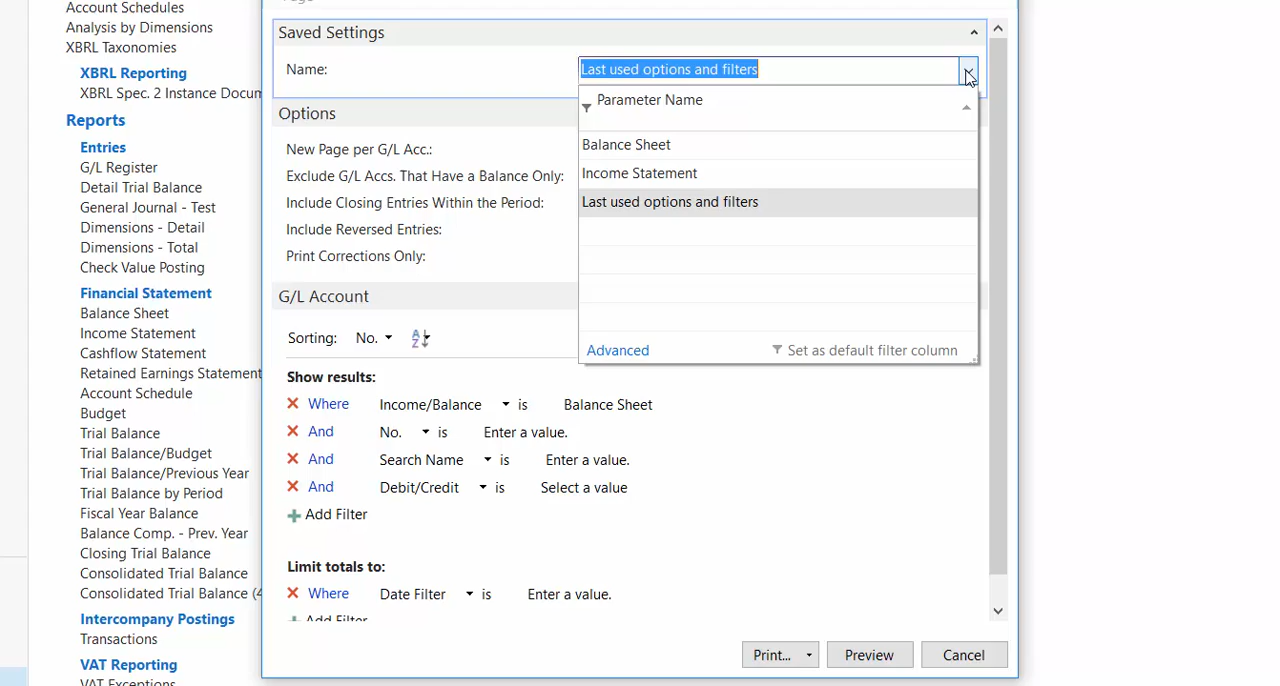 Account Schedules
Analysis by Dimensions
XBRL Taxonomies
XBRL Reporting
XBRL Spec. 2 Instance Docum
Reports
Entries
G/L Register
Detail Trial Balance
General Journal - Test
Dimensions - Detail
Dimensions - Total
Check Value Posting
Financial Statement
Balance Sheet
Income Statement
Cashflow Statement
Retained Earnings Statement
Account Schedule
Budget
Trial Balance
Trial Balance/Budget
Trial Balance/Previous Year
Trial Balance by Period
Fiscal Year Balance
Balance Comp. - Prev. Year
Closing Trial Balance
Consolidated Trial Balance
Consolidated Trial Balance (4
Intercompany Postings
Transactions
VAT Reporting
VAT Exceptions
Saved Settings
Name: Last used options and filters
Parameter Name
Balance Sheet
Income Statement
Last used options and filters
Advanced Set as default filter column
Options
New Page per G/L Acc.:
Exclude G/L Accs. That Have a Balance Only:
Include Closing Entries Within the Period:
Include Reversed Entries:
Print Corrections Only:
G/L Account
Sorting: No.
Show results:
Where Income/Balance is Balance Sheet
And No. is Enter a value.
And Search Name is Enter a value.
And Debit/Credit is Select a value
Add Filter
Limit totals to:
Where Date Filter is Enter a value.
Add Filter
Print... Preview Cancel